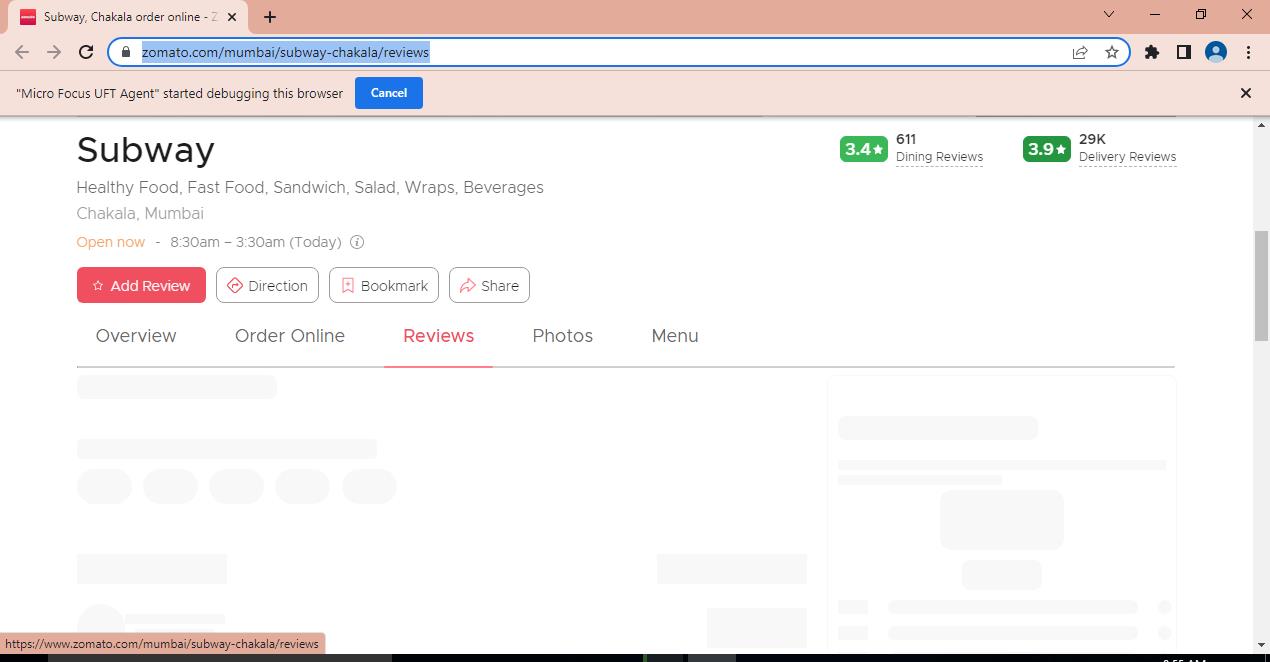 Subway, Chakala order online - Z
zomato.com/mumbai/subway-chakala/reviews
"Micro Focus UFT Agent" started debugging this browser
Cancel
Subway
3.4★ 611 Dining Reviews
3.9★ 29K Delivery Reviews
Healthy Food, Fast Food, Sandwich, Salad, Wraps, Beverages
Chakala, Mumbai
Open now - 8:30am – 3:30am (Today)
Add Review Direction Bookmark Share
Overview Order Online Reviews Photos Menu
https://www.zomato.com/mumbai/subway-chakala/reviews